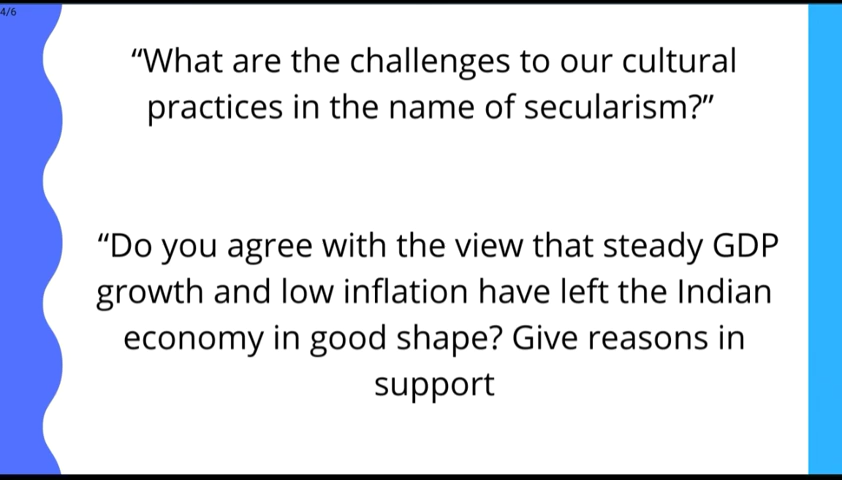 4/6
“What are the challenges to our cultural
practices in the name of secularism?”
“Do you agree with the view that steady GDP
growth and low inflation have left the Indian
economy in good shape? Give reasons in
support